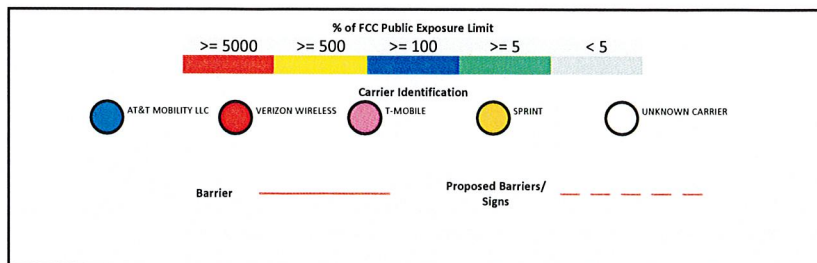 % of FCC Public Exposure Limit
>= 5000 >= 500 >= 100 >= 5 < 5
Carrier Identification
AT&T MOBILITY LLC VERIZON WIRELESS T-MOBILE SPRINT UNKNOWN CARRIER
Barrier Proposed Barriers/
Signs